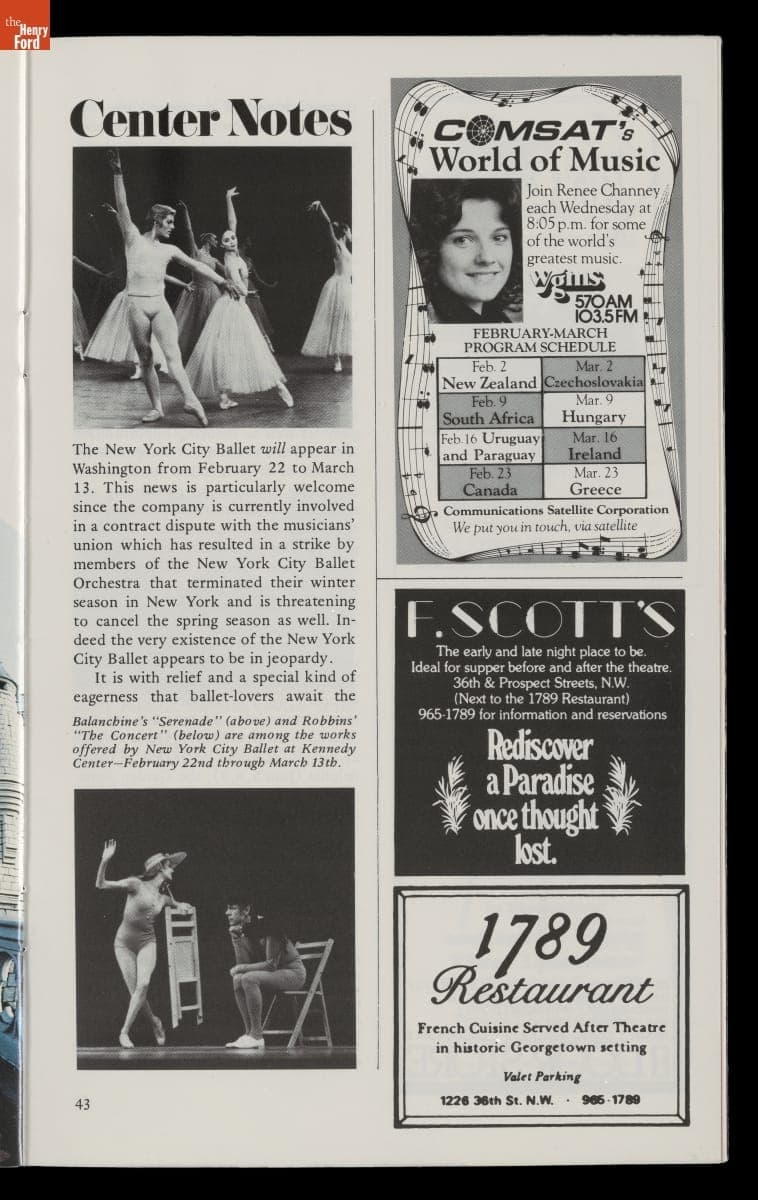 the
Henry
Ford
Center Notes
The New York City Ballet will appear in
Washington from February 22 to March
13. This news is particularly welcome
since the company is currently involved
in a contract dispute with the musicians'
union which has resulted in a strike by
members of the New York City Ballet
Orchestra that terminated their winter
season in New York and is threatening
to cancel the spring season as well. In-
deed the very existence of the New York
City Ballet appears to be in jeopardy.
It is with relief and a special kind of
eagerness that ballet-lovers await the
Balanchine's "Serenade" (above) and Robbins'
"The Concert" (below) are among the works
offered by New York City Ballet at Kennedy
Center—February 22nd through March 13th.
43
COMSAT's
World of Music
Join Renee Channey
each Wednesday at
8:05 p.m. for some
of the world's
greatest music.
wgms
570 AM
103.5 FM
FEBRUARY-MARCH
PROGRAM SCHEDULE
Feb. 2 Mar. 2
New Zealand Czechoslovakia
Feb. 9 Mar. 9
South Africa Hungary
Feb. 16 Uruguay Mar. 16
and Paraguay Ireland
Feb. 23 Mar. 23
Canada Greece
Communications Satellite Corporation
We put you in touch, via satellite
F. SCOTT'S
The early and late night place to be.
Ideal for supper before and after the theatre.
36th & Prospect Streets, N.W.
(Next to the 1789 Restaurant)
965-1789 for information and reservations
Rediscover
a Paradise
once thought
lost.
1789
Restaurant
French Cuisine Served After Theatre
in historic Georgetown setting
Valet Parking
1226 36th St. N.W. · 965-1789